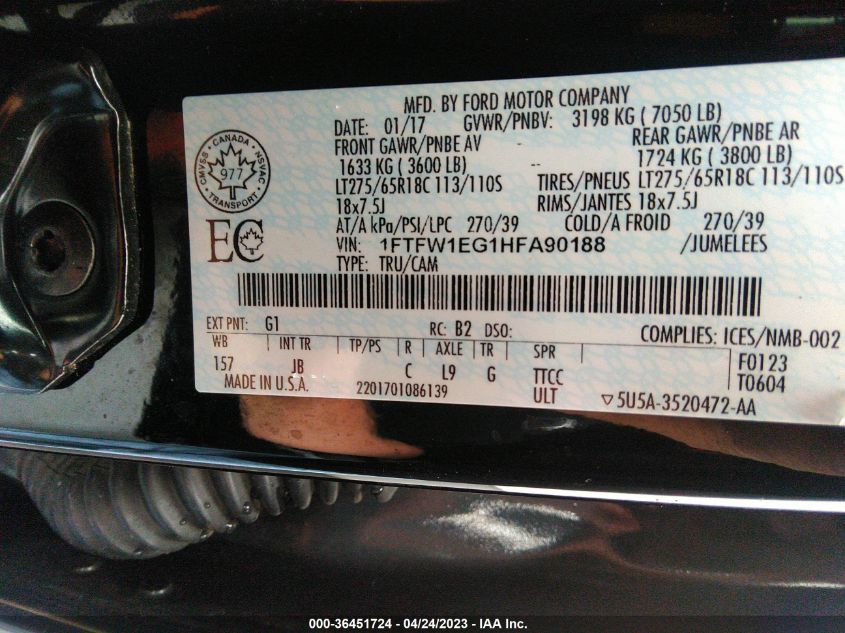 MFD. BY FORD MOTOR COMPANY
DATE: 01/17 GVWR/PNBV: 3198 KG ( 7050 LB)
FRONT GAWR/PNBE AV REAR GAWR/PNBE AR
1633 KG ( 3600 LB) -- 1724 KG ( 3800 LB)
LT275/65R18C 113/110S TIRES/PNEUS LT275/65R18C 113/110S
18x7.5J RIMS/JANTES 18x7.5J
AT/A kPa/PSI/LPC 270/39 COLD/A FROID 270/39
VIN: 1FTFW1EG1HFA90188 /JUMELEES
TYPE: TRU/CAM
CANADA
CMVSS NSVAC
977
TRANSPORT
EC
EXT PNT: G1 RC: B2 DSO: COMPLIES: ICES/NMB-002
WB INT TR TP/PS R AXLE TR SPR F0123
157 JB C L9 G TTCC T0604
MADE IN U.S.A. 2201701086139 ULT ▽5U5A-3520472-AA
000-36451724 - 04/24/2023 - IAA Inc.